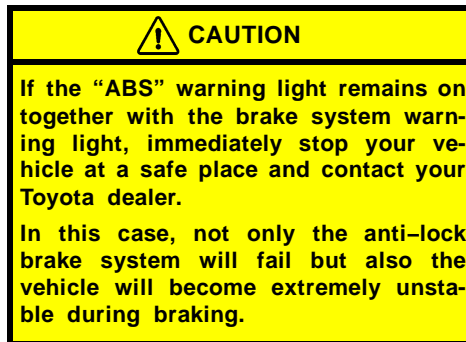 CAUTION
If the “ABS” warning light remains on
together with the brake system warn-
ing light, immediately stop your ve-
hicle at a safe place and contact your
Toyota dealer.
In this case, not only the anti–lock
brake system will fail but also the
vehicle will become extremely unsta-
ble during braking.